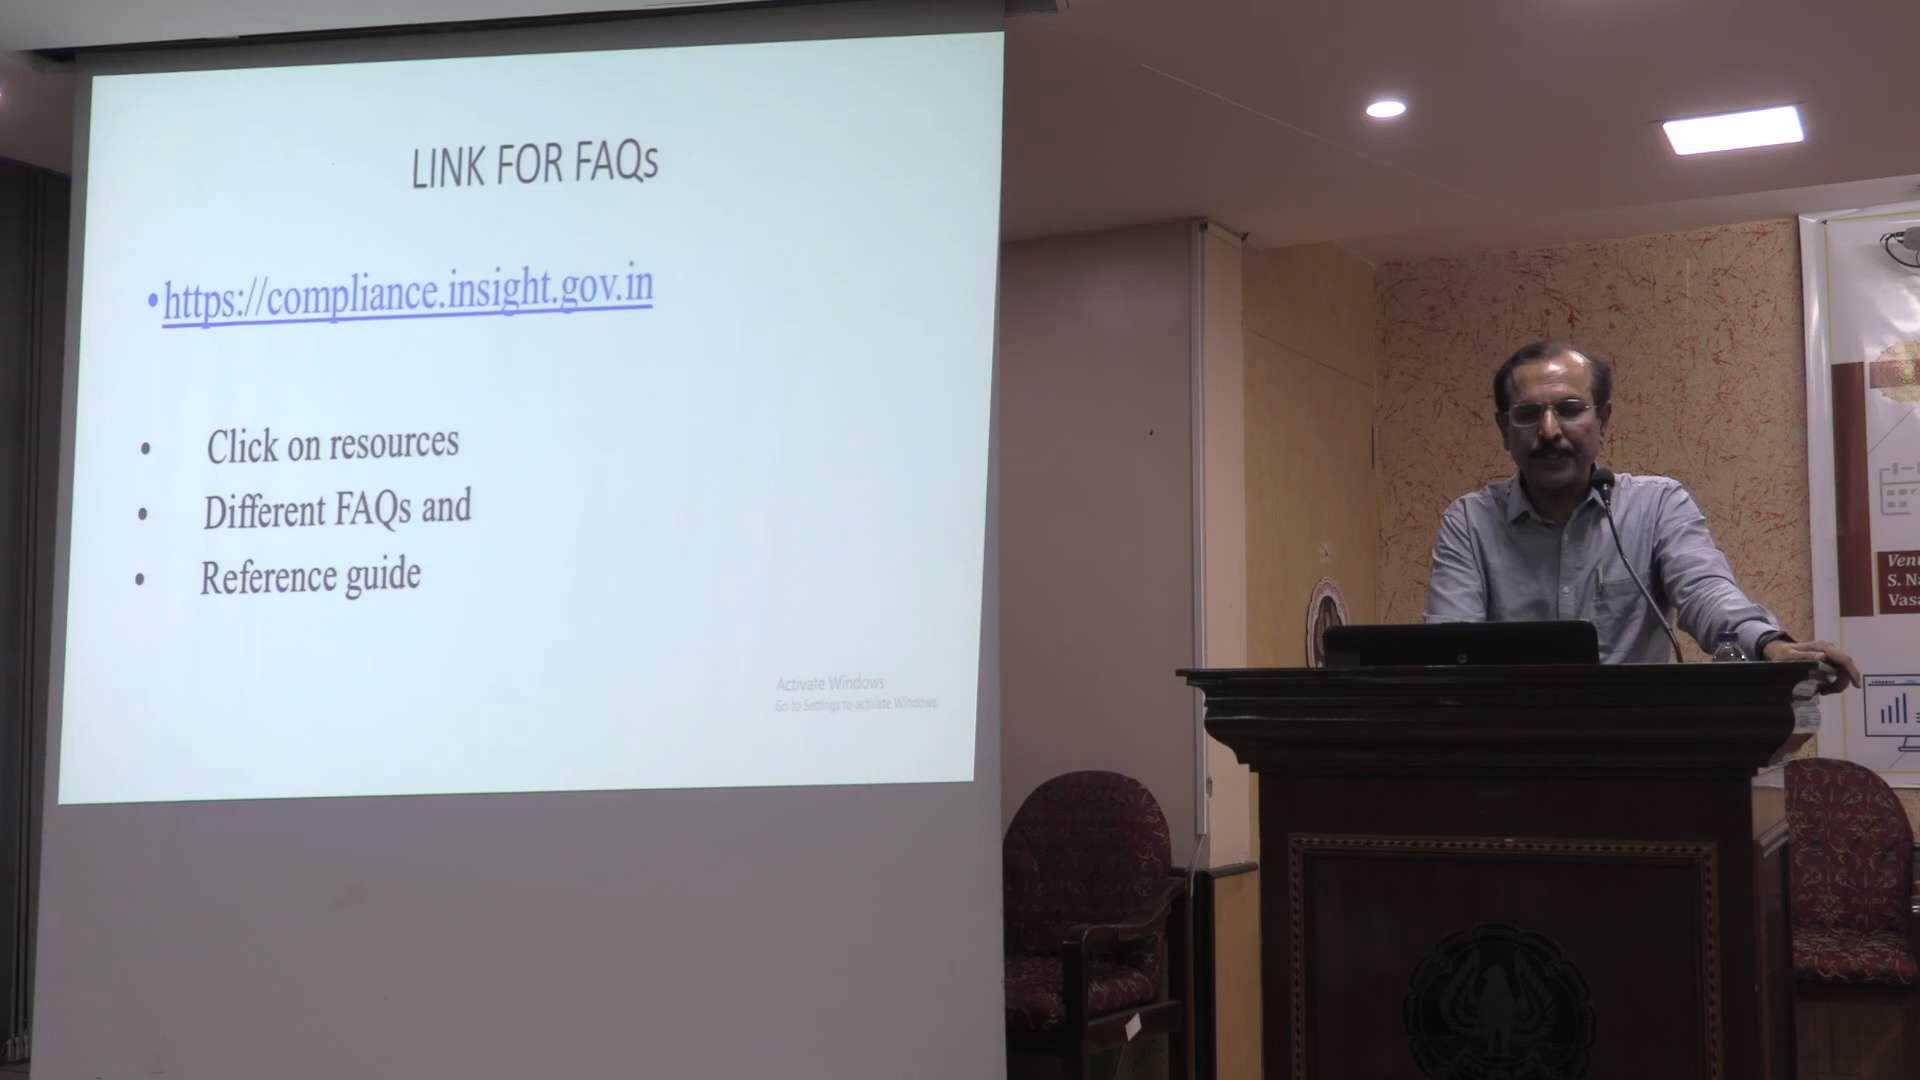 LINK FOR FAQs
•https://compliance.insight.gov.in
• Click on resources
• Different FAQs and
• Reference guide
Activate Windows
Go to Settings to activate Windows.